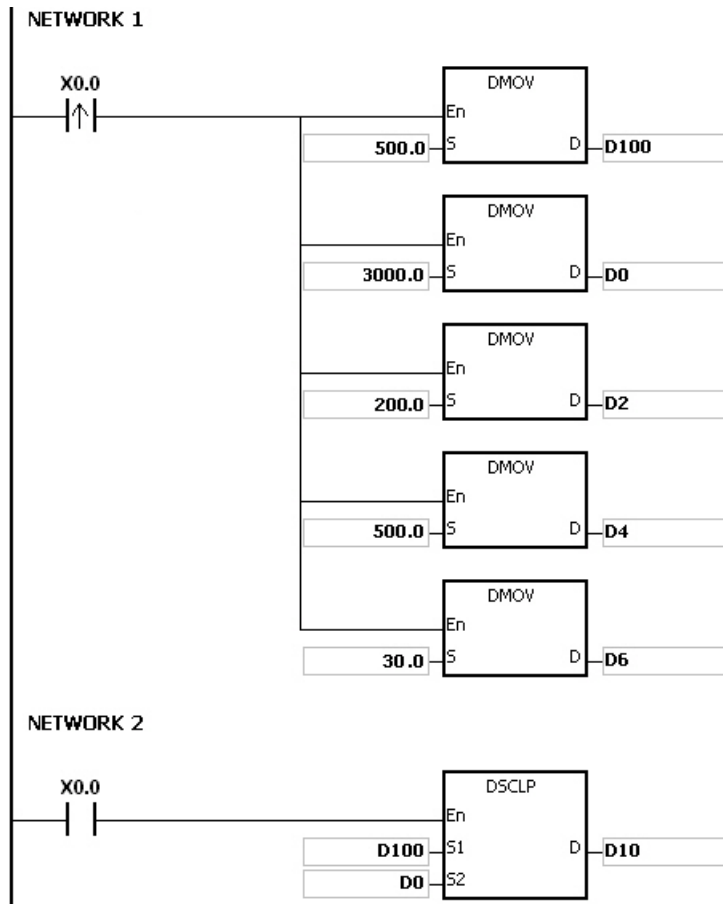 NETWORK 1
X0.0
DMOV
En
500.0 S D D100
DMOV
En
3000.0 S D D0
DMOV
En
200.0 S D D2
DMOV
En
500.0 S D D4
DMOV
En
30.0 S D D6
NETWORK 2
X0.0
DSCLP
En
D100 S1 D D10
D0 S2